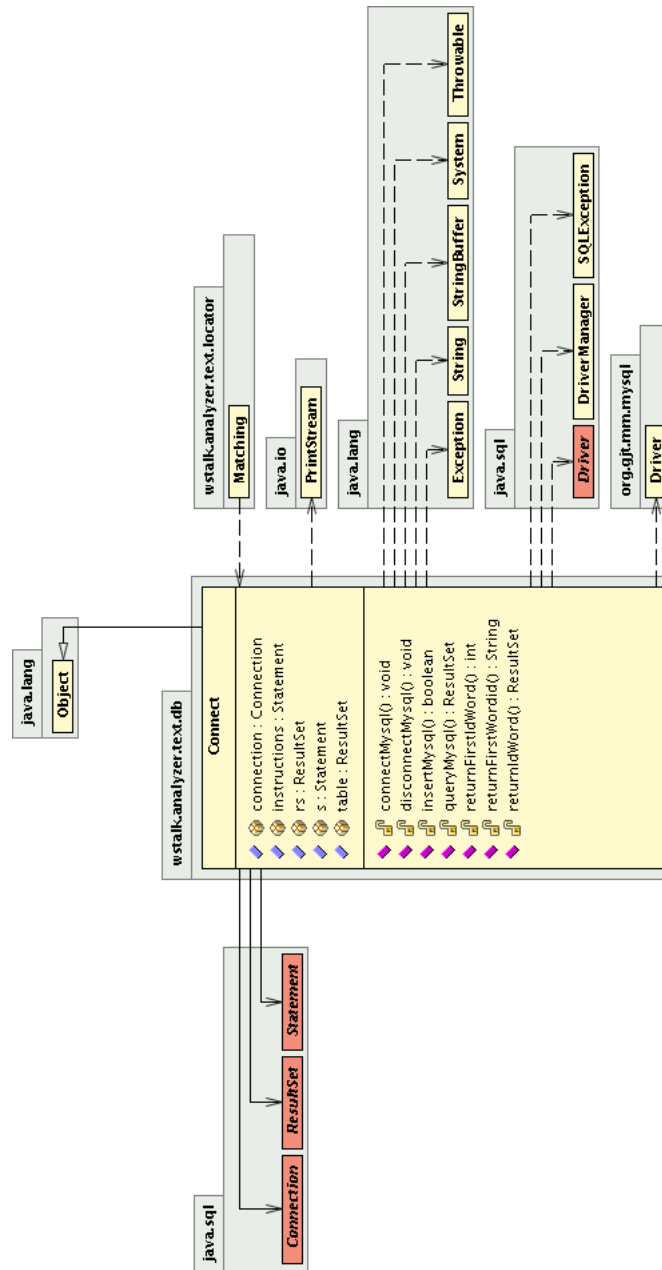 java.lang
Object
wstalk.analyzer.text.db
Connect
connection : Connection
instructions : Statement
rs : ResultSet
s : Statement
table : ResultSet
connectMysql() : void
disconnectMysql() : void
insertMysql() : boolean
queryMysql() : ResultSet
returnFirstIdWord() : int
returnFirstWordid() : String
returnIdWord() : ResultSet
java.sql
Connection
ResultSet
Statement
wstalk.analyzer.text.locator
Matching
java.io
PrintStream
java.lang
Exception
String
StringBuffer
System
Throwable
java.sql
Driver
DriverManager
SQLException
org.gjt.mm.mysql
Driver